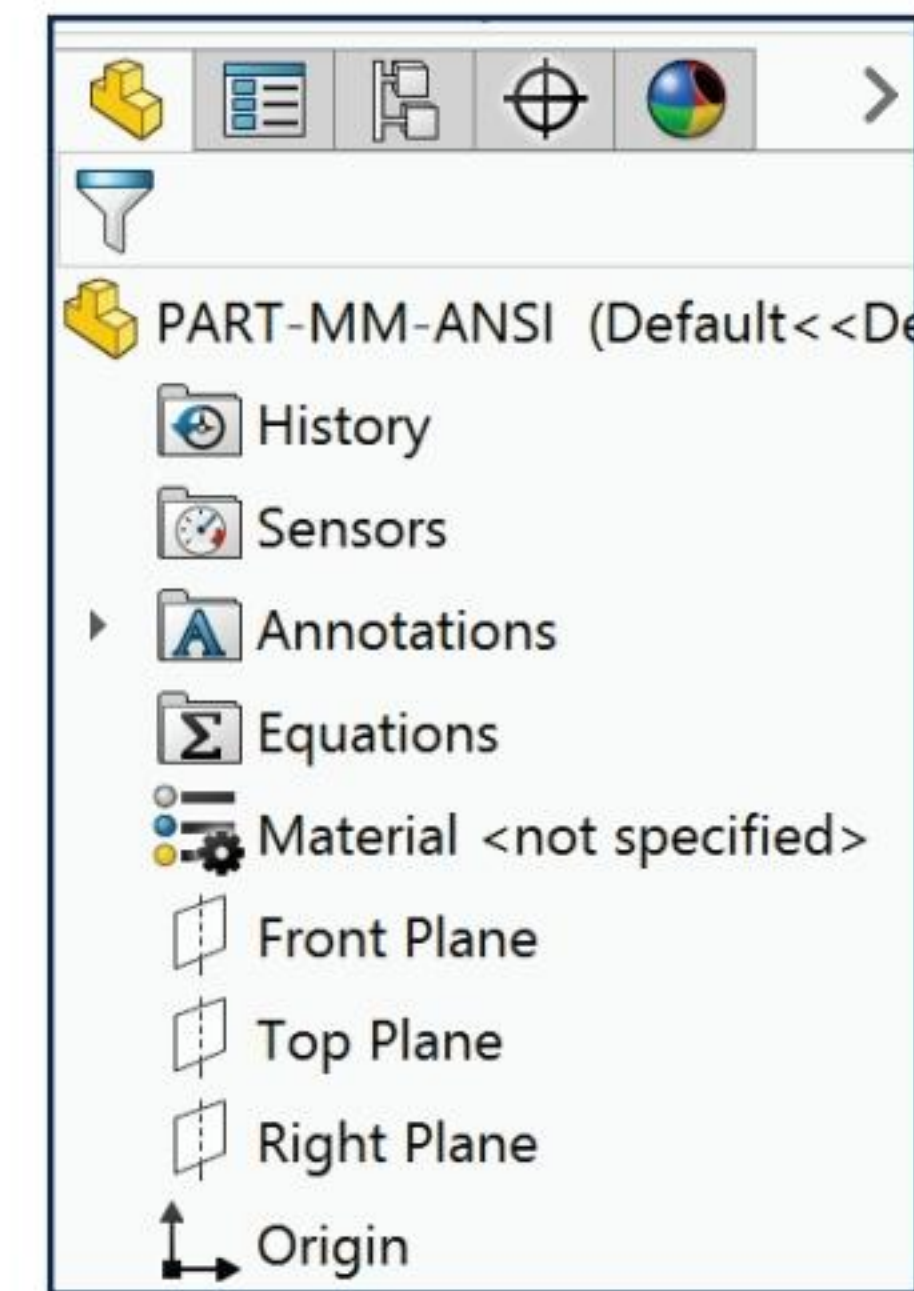 PART-MM-ANSI (Default<<De
History
Sensors
Annotations
Equations
Material <not specified>
Front Plane
Top Plane
Right Plane
Origin